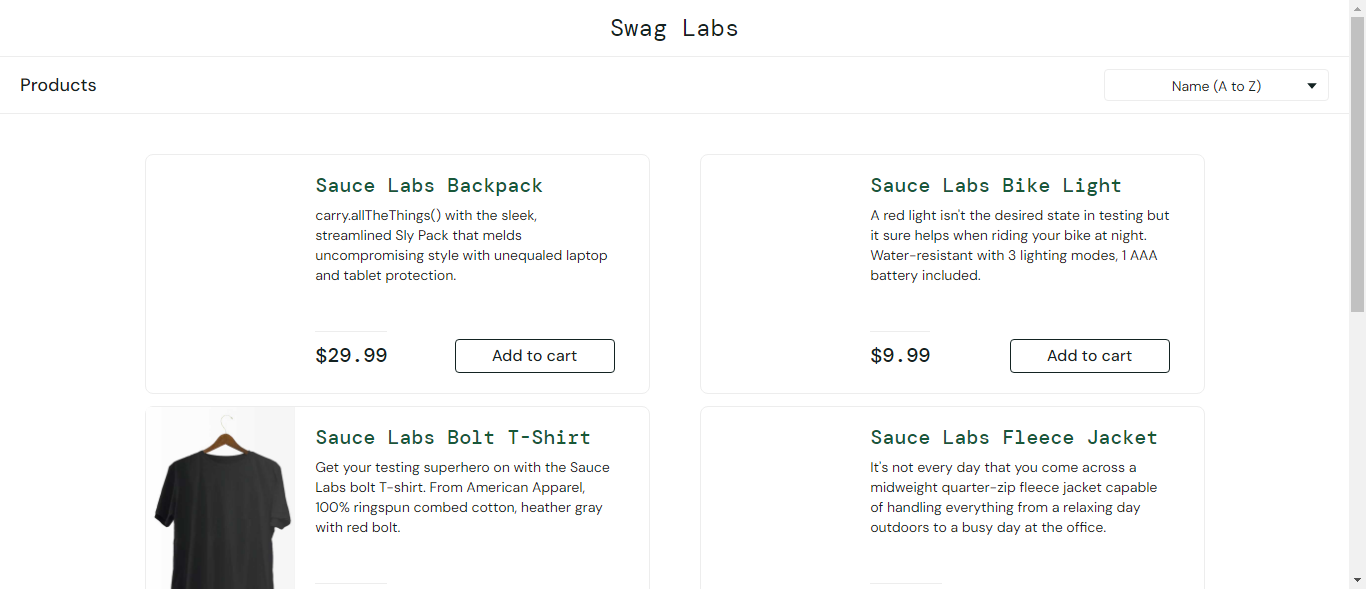 Swag Labs
Products
Name (A to Z)
Sauce Labs Backpack
carry.allTheThings() with the sleek,
streamlined Sly Pack that melds
uncompromising style with unequaled laptop
and tablet protection.
$29.99
Add to cart
Sauce Labs Bike Light
A red light isn't the desired state in testing but
it sure helps when riding your bike at night.
Water-resistant with 3 lighting modes, 1 AAA
battery included.
$9.99
Add to cart
Sauce Labs Bolt T-Shirt
Get your testing superhero on with the Sauce
Labs bolt T-shirt. From American Apparel,
100% ringspun combed cotton, heather gray
with red bolt.
Sauce Labs Fleece Jacket
It's not every day that you come across a
midweight quarter-zip fleece jacket capable
of handling everything from a relaxing day
outdoors to a busy day at the office.